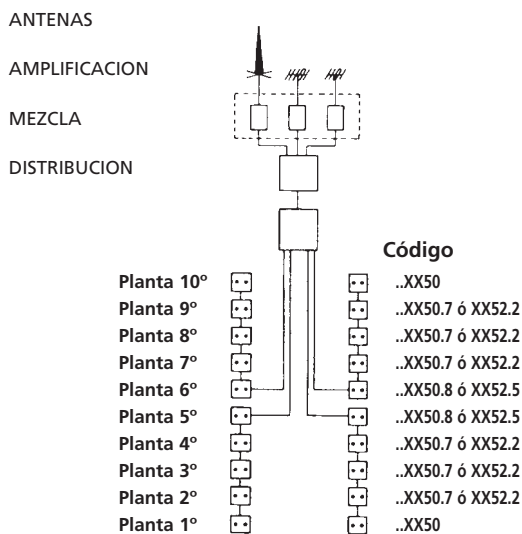 ANTENAS
AMPLIFICACION
MEZCLA
DISTRIBUCION
Código
Planta 10º ..XX50
Planta 9º ..XX50.7 ó XX52.2
Planta 8º ..XX50.7 ó XX52.2
Planta 7º ..XX50.7 ó XX52.2
Planta 6º ..XX50.8 ó XX52.5
Planta 5º ..XX50.8 ó XX52.5
Planta 4º ..XX50.7 ó XX52.2
Planta 3º ..XX50.7 ó XX52.2
Planta 2º ..XX50.7 ó XX52.2
Planta 1º ..XX50